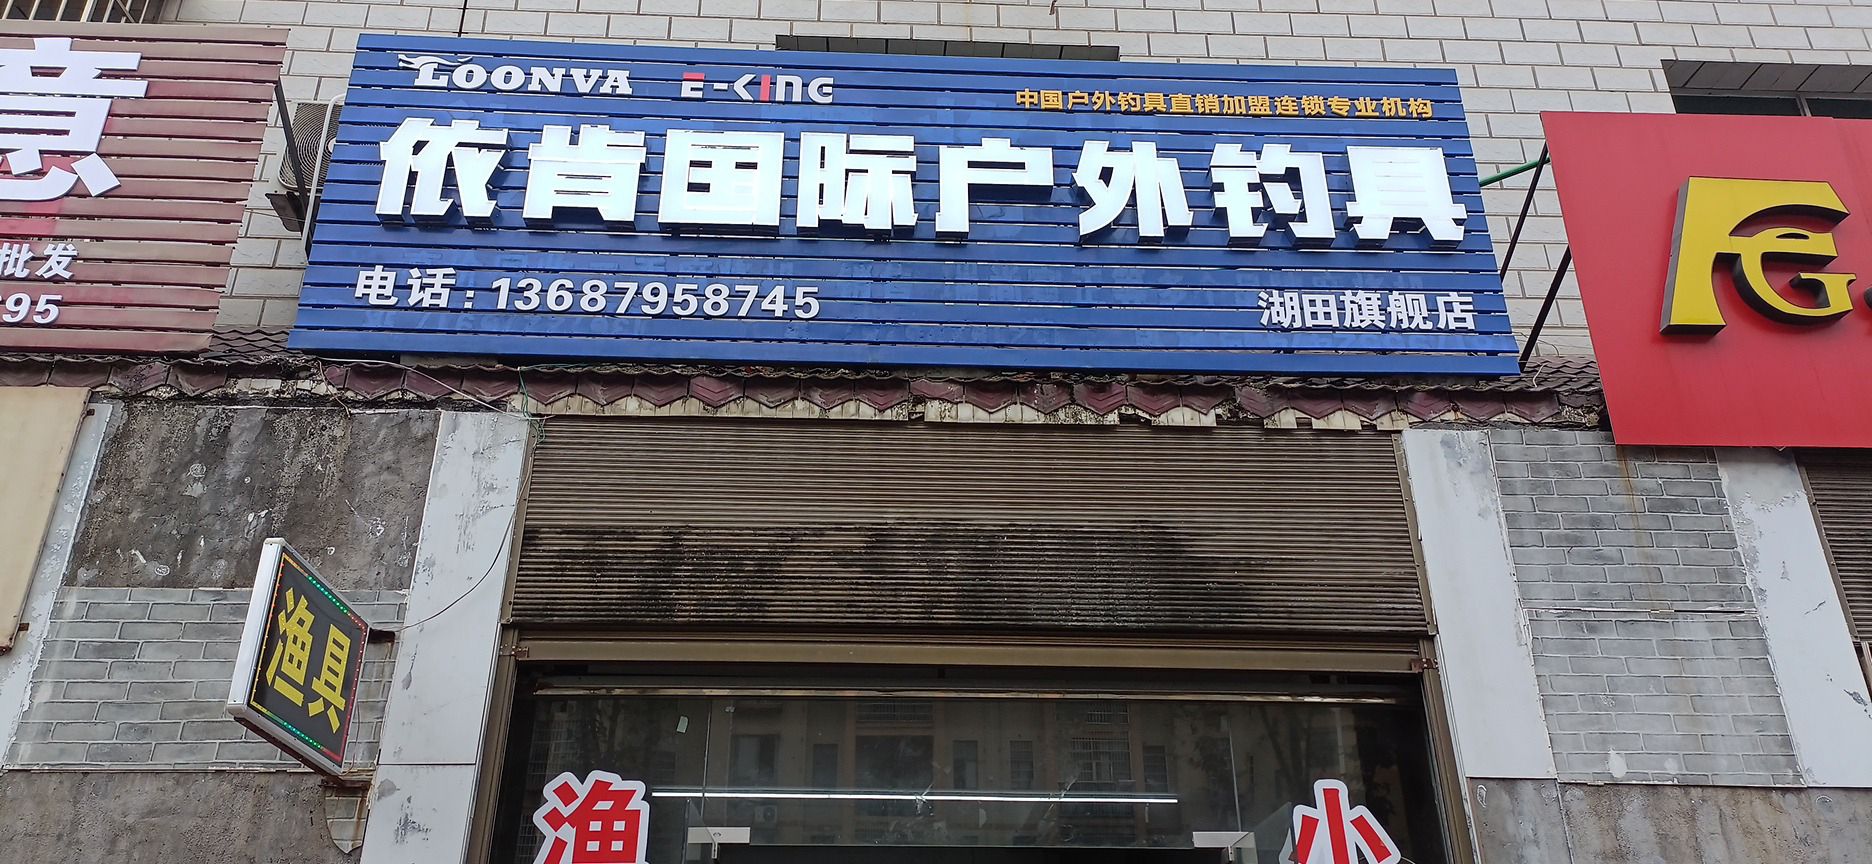 意
批发
95
LOONVA E-KING
中国户外钓具直销加盟连锁专业机构
依肯国际户外钓具
电话:13687958745
湖田旗舰店
FG
渔具
渔
小